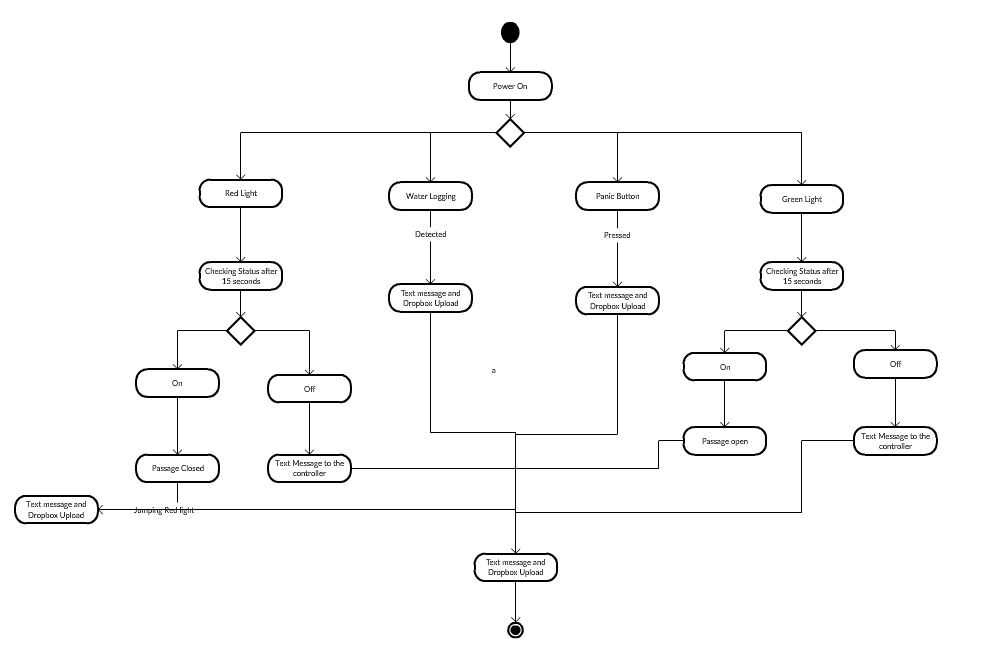 Power On
Red Light
Water Logging
Panic Button
Green Light
Detected
Pressed
Checking Status after
15 seconds
Checking Status after
15 seconds
Text message and
Dropbox Upload
Text message and
Dropbox Upload
On
Off
a
On
Off
Passage Closed
Text Message to the
controller
Passage open
Text Message to the
controller
Text message and
Dropbox Upload
Jumping Red light
Text message and
Dropbox Upload